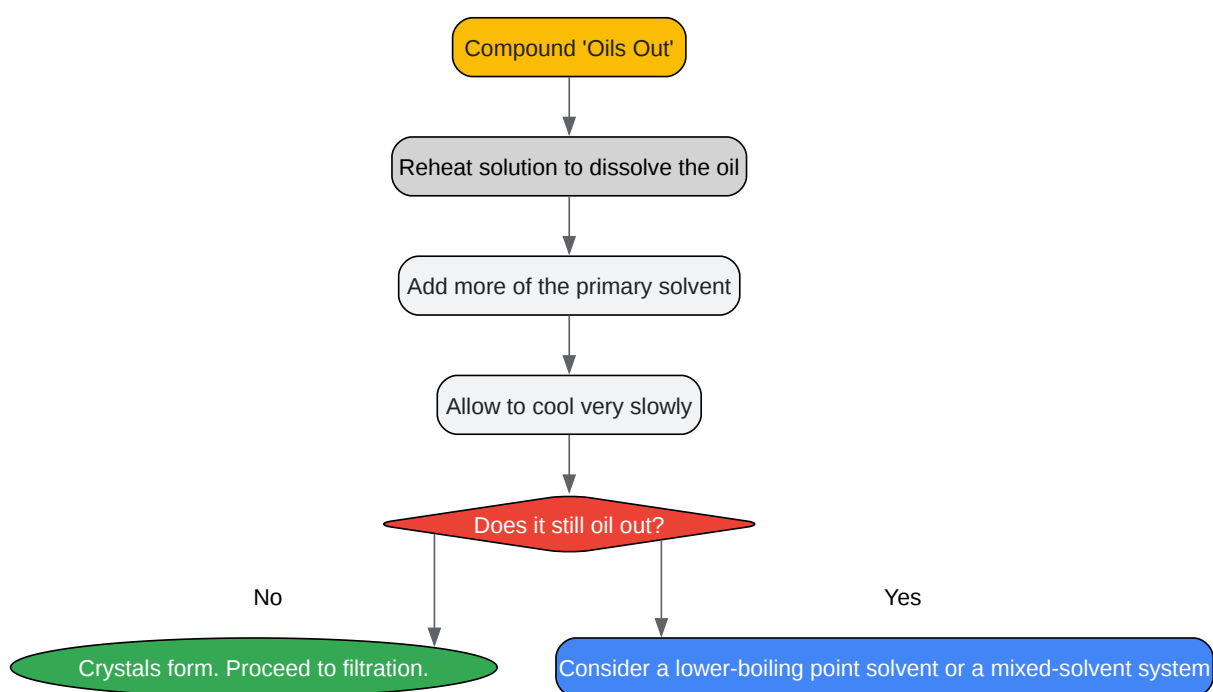 Compound 'Oils Out'
Reheat solution to dissolve the oil
Add more of the primary solvent
Allow to cool very slowly
Does it still oil out?
No
Yes
Crystals form. Proceed to filtration.
Consider a lower-boiling point solvent or a mixed-solvent system